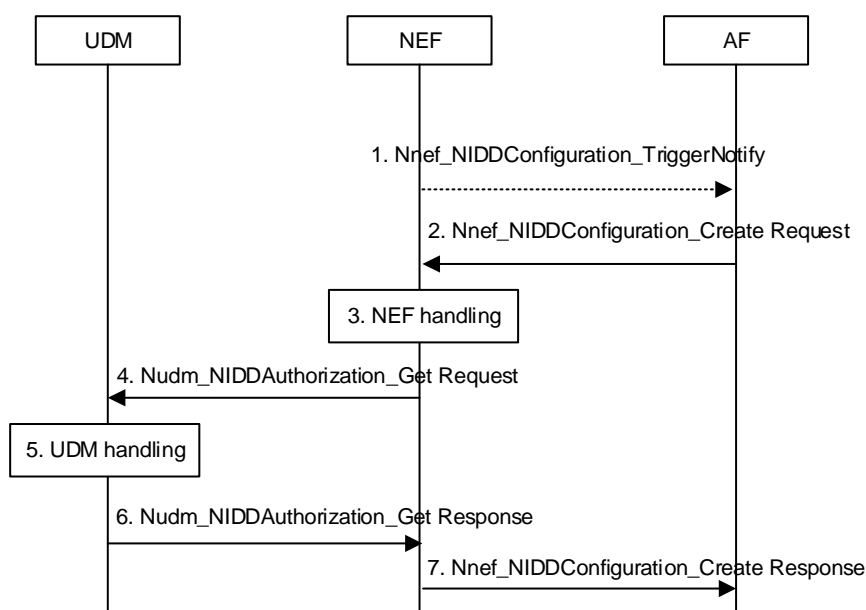 UDM
NEF
AF
1. Nnef_NIDDConfiguration_TriggerNotify
2. Nnef_NIDDConfiguration_Create Request
3. NEF handling
4. Nudm_NIDDAuthorization_Get Request
5. UDM handling
6. Nudm_NIDDAuthorization_Get Response
7. Nnef_NIDDConfiguration_Create Response